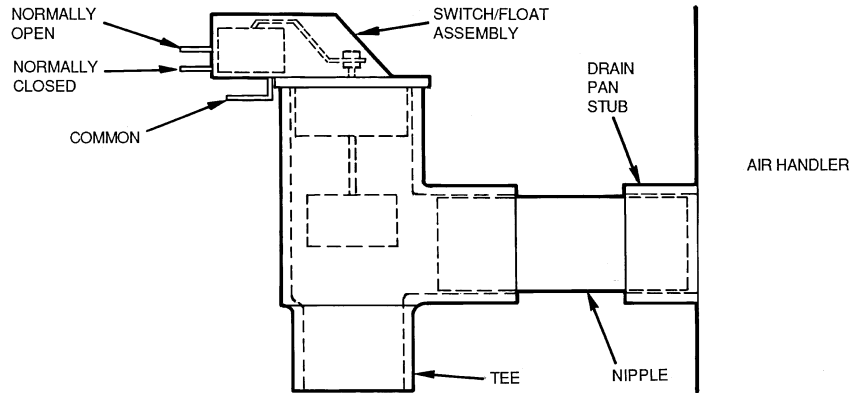 NORMALLY
OPEN
NORMALLY
CLOSED
COMMON
SWITCH/FLOAT
ASSEMBLY
DRAIN
PAN
STUB
AIR HANDLER
TEE
NIPPLE